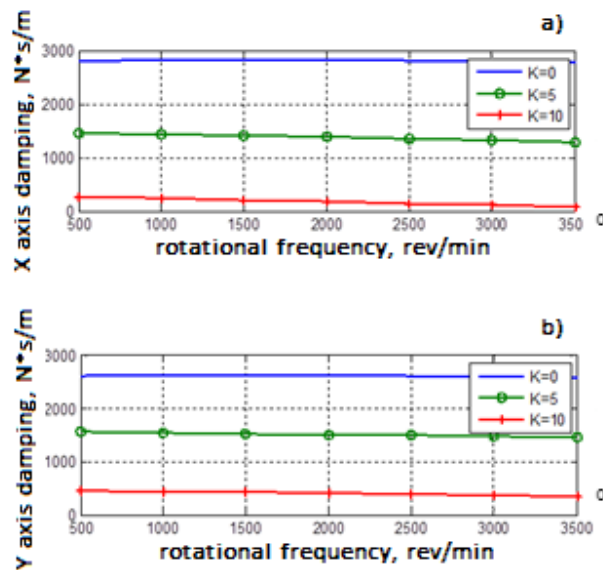 a)
X axis damping, N*s/m
3000
2000
1000
0
K=0
K=5
K=10
500 1000 1500 2000 2500 3000 350
0
rotational frequency, rev/min
b)
Y axis damping, N*s/m
3000
2000
1000
0
K=0
K=5
K=10
500 1000 1500 2000 2500 3000 3500
0
rotational frequency, rev/min